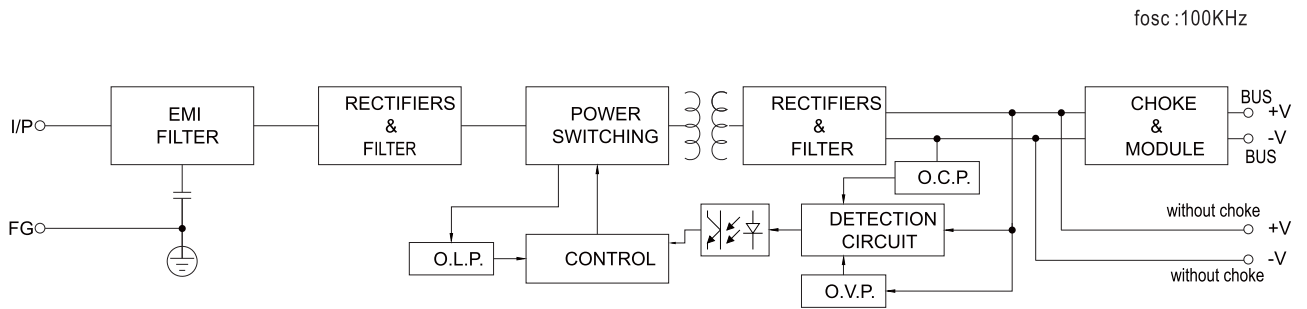 fosc :100KHz
I/P
EMI
FILTER
RECTIFIERS
&
FILTER
POWER
SWITCHING
RECTIFIERS
&
FILTER
CHOKE
&
MODULE
BUS
+V
-V
BUS
O.C.P.
FG
O.L.P.
CONTROL
DETECTION
CIRCUIT
O.V.P.
without choke
+V
-V
without choke